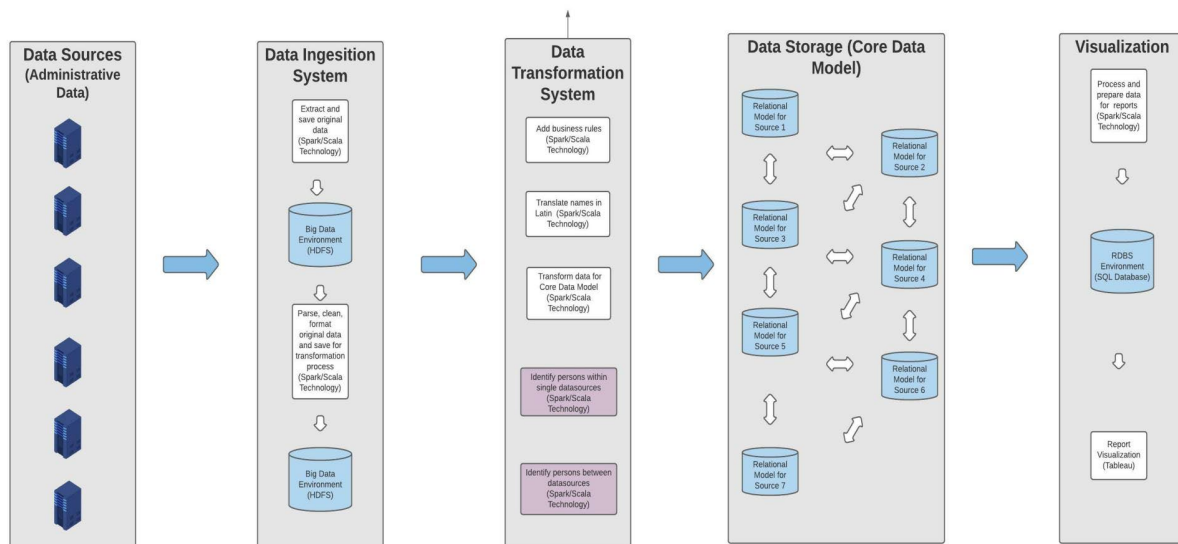 Data Sources
(Administrative
Data)
Data Ingesition
System
Extract and
save original
data
(Spark/Scala
Technology)
Big Data
Environment
(HDFS)
Parse, clean,
format
original data
and save for
transformation
process
(Spark/Scala
Technology)
Big Data
Environment
(HDFS)
Data
Transformation
System
Add business rules
(Spark/Scala
Technology)
Translate names in
Latin (Spark/Scala
Technology)
Transform data for
Core Data Model
(Spark/Scala
Technology)
Identify persons within
single datasources
(Spark/Scala
Technology)
Identify persons between
datasources
(Spark/Scala
Technology)
Data Storage (Core Data
Model)
Relational
Model for
Source 1
Relational
Model for
Source 2
Relational
Model for
Source 3
Relational
Model for
Source 4
Relational
Model for
Source 5
Relational
Model for
Source 6
Relational
Model for
Source 7
Visualization
Process and
prepare data
for reports
(Spark/Scala
Technology)
RDBS
Environment
(SQL Database)
Report
Visualization
(Tableau)